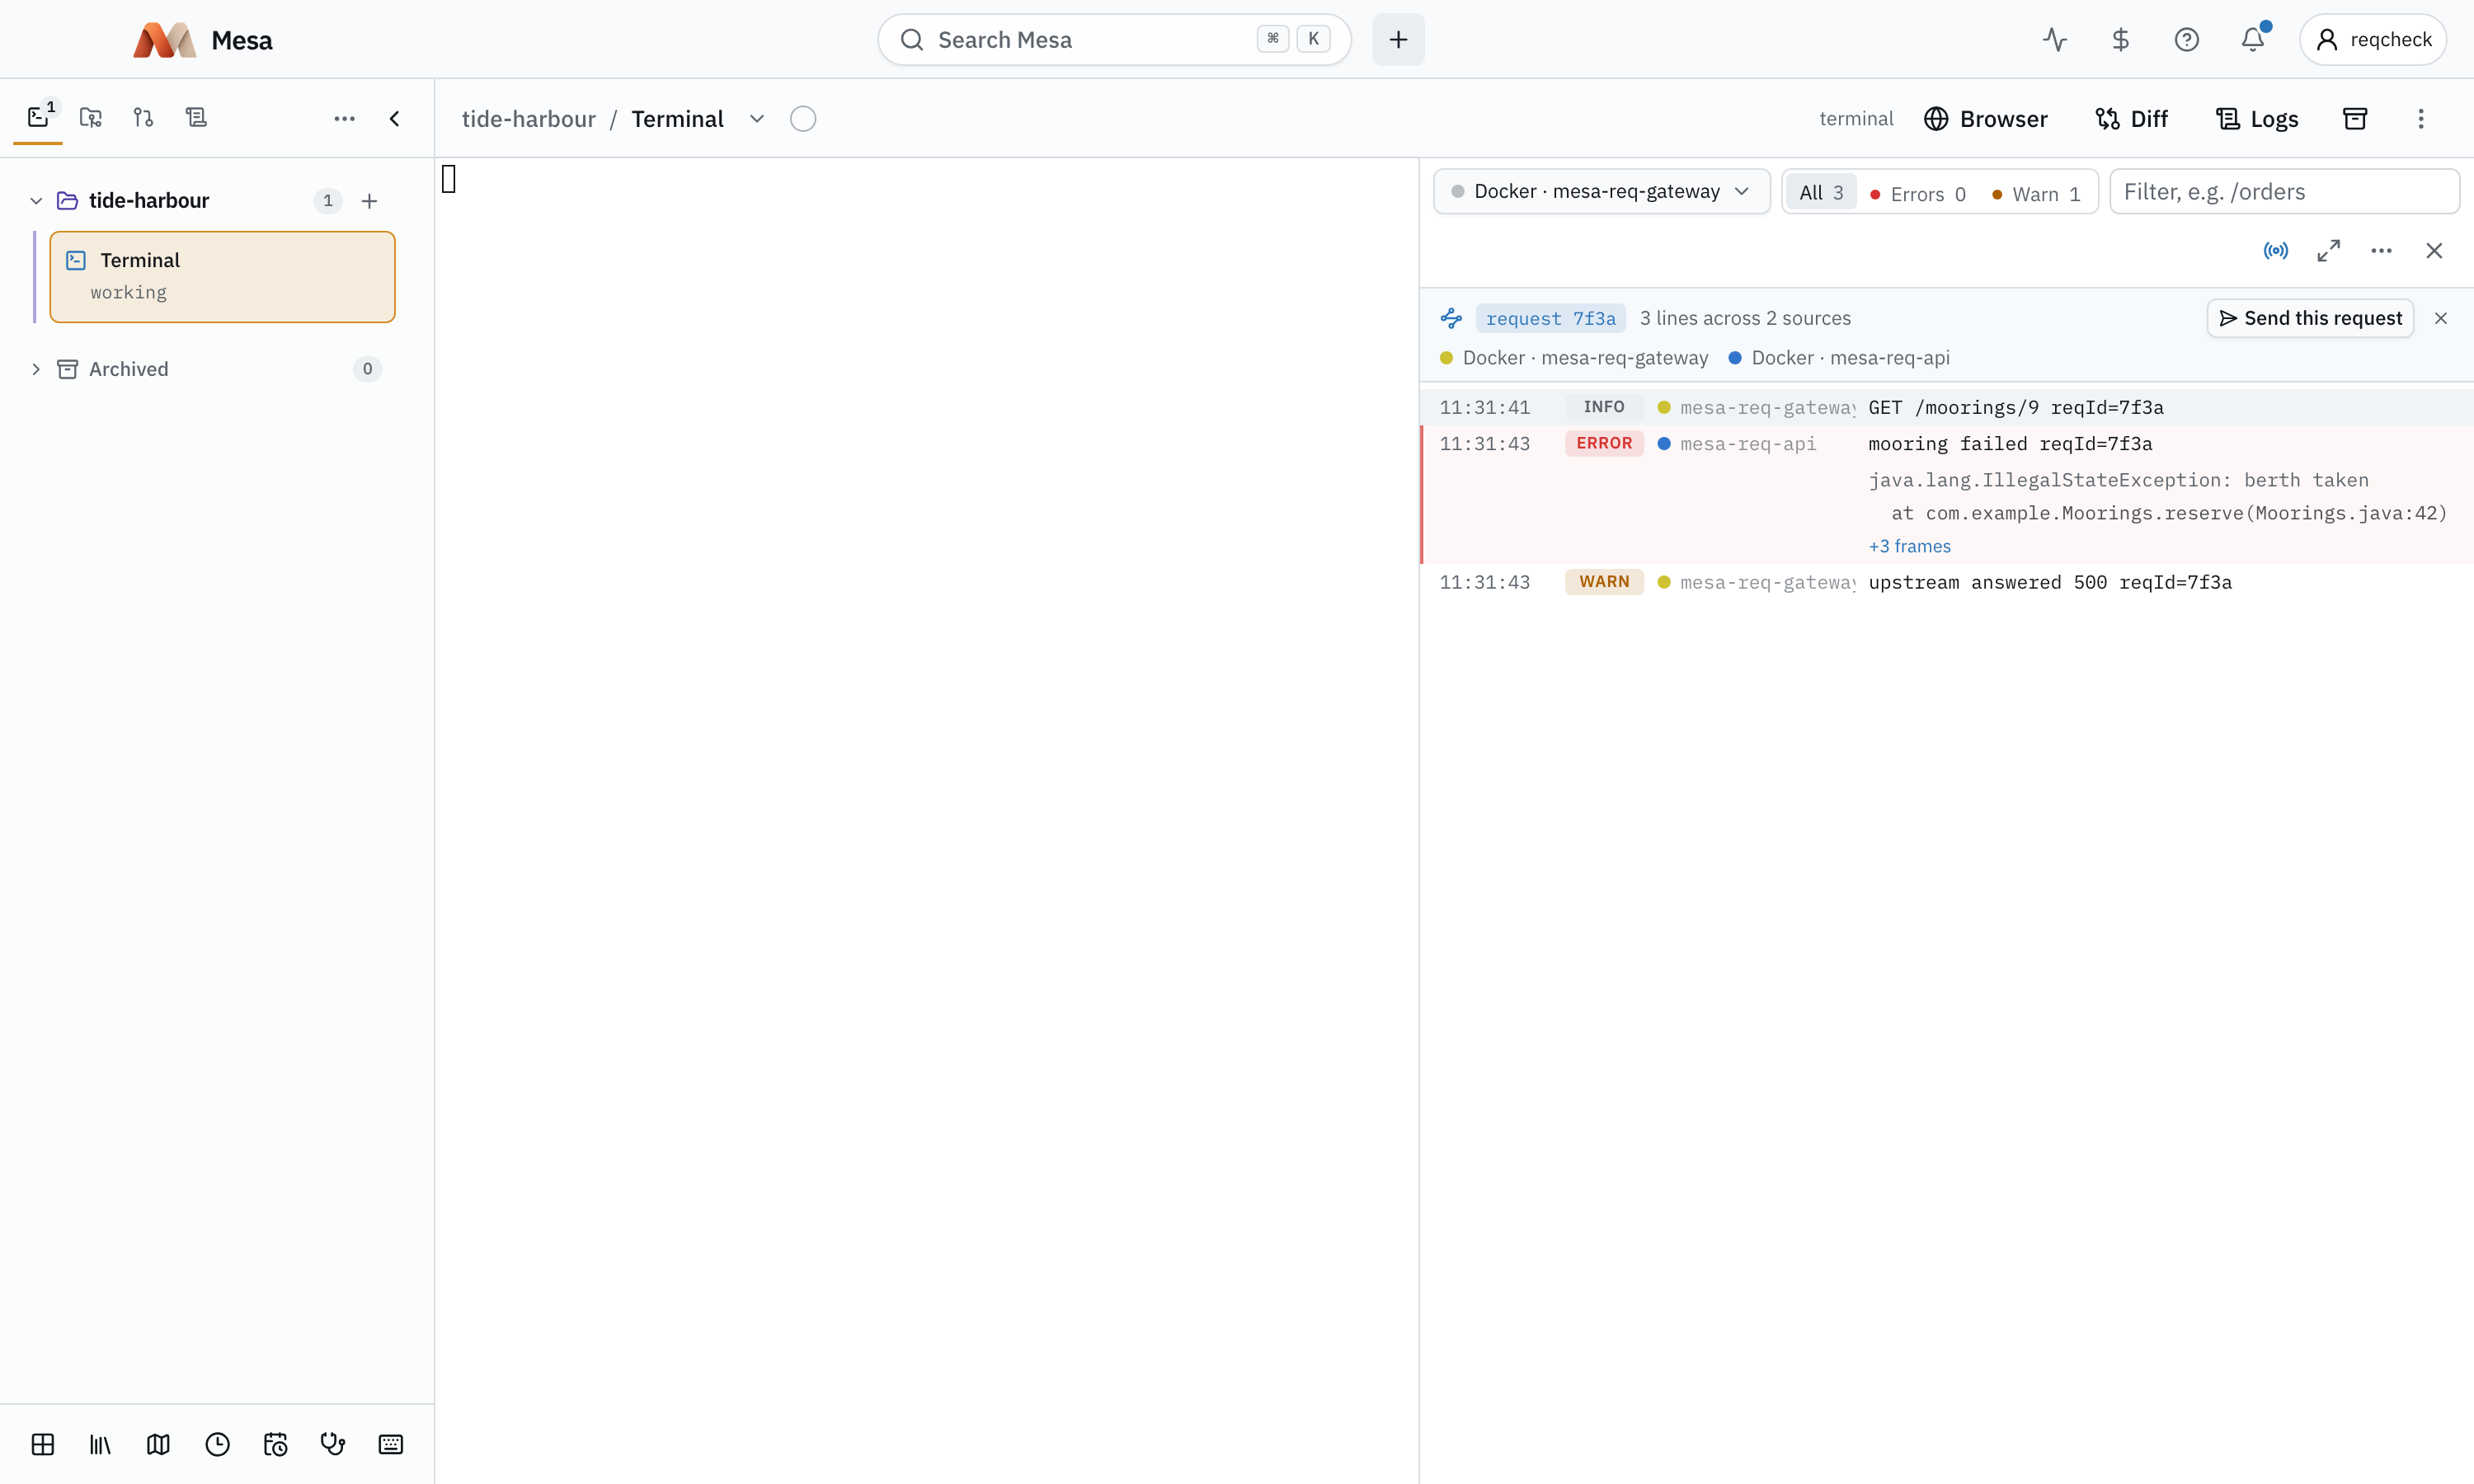 Mesa
Search Mesa
⌘ K
reqcheck
1
tide-harbour / Terminal
terminal
Browser
Diff
Logs
tide-harbour
1
Terminal
working
Archived
0
Docker · mesa-req-gateway
All 3
Errors 0
Warn 1
Filter, e.g. /orders
request 7f3a
3 lines across 2 sources
Send this request
Docker · mesa-req-gateway
Docker · mesa-req-api
11:31:41 INFO mesa-req-gateway GET /moorings/9 reqId=7f3a
11:31:43 ERROR mesa-req-api mooring failed reqId=7f3a
java.lang.IllegalStateException: berth taken
at com.example.Moorings.reserve(Moorings.java:42)
+3 frames
11:31:43 WARN mesa-req-gateway upstream answered 500 reqId=7f3a